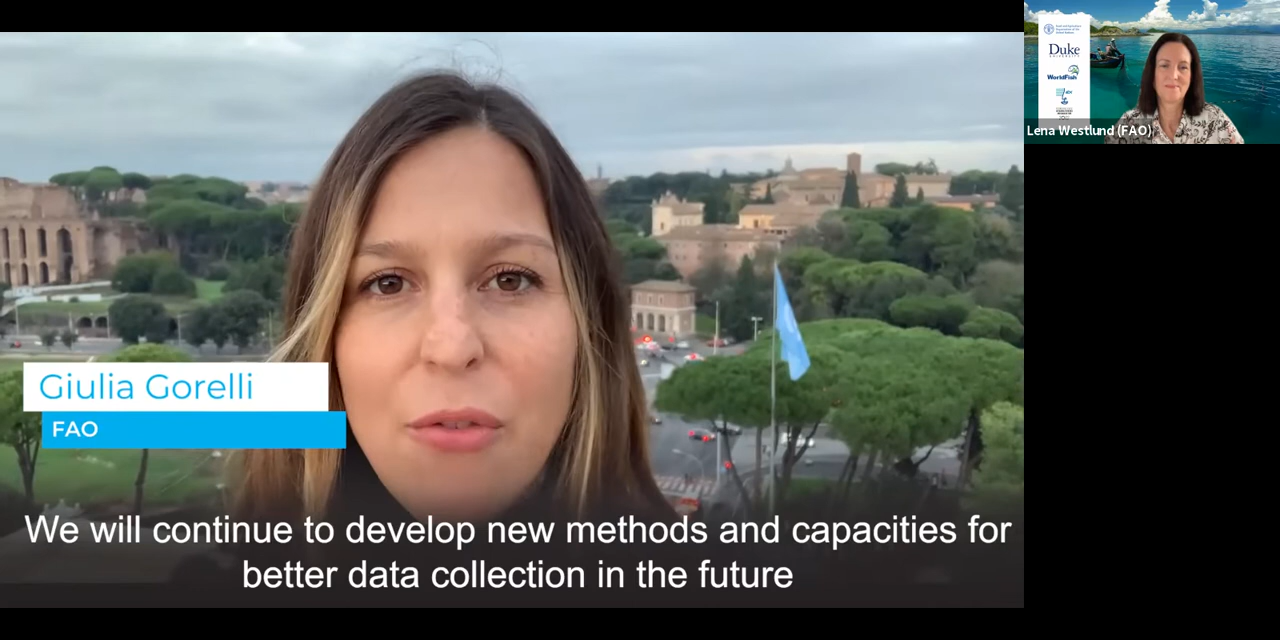 Giulia Gorelli
FAO
We will continue to develop new methods and capacities for
better data collection in the future
Duke
UNIVERSITY
WorldFish
Lena Westlund (FAO)